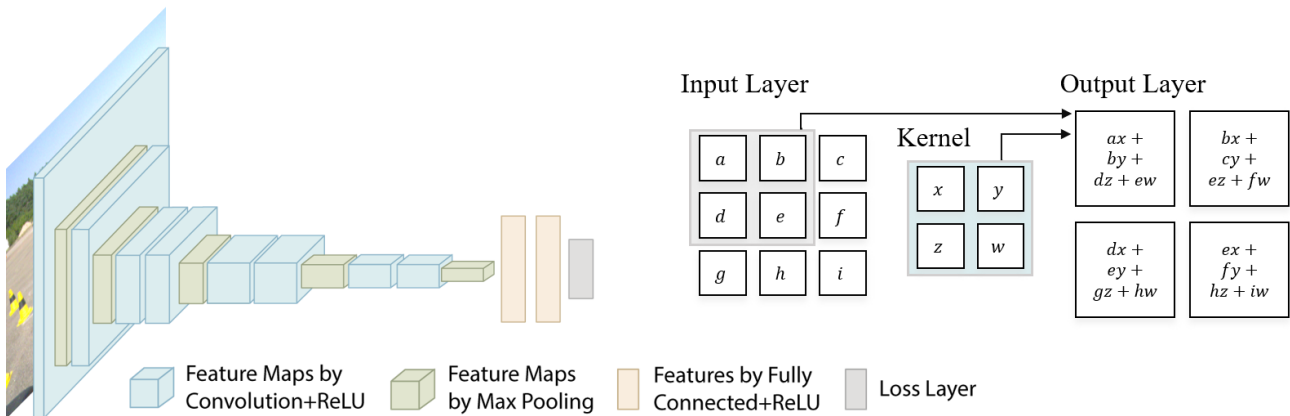 Input Layer
Output Layer
Kernel
a b c
d e f
g h i
x y
z w
ax +
by +
dz + ew
bx +
cy +
ez + fw
dx +
ey +
gz + hw
ex +
fy +
hz + iw
Feature Maps by
Convolution+ReLU
Feature Maps
by Max Pooling
Features by Fully
Connected+ReLU
Loss Layer